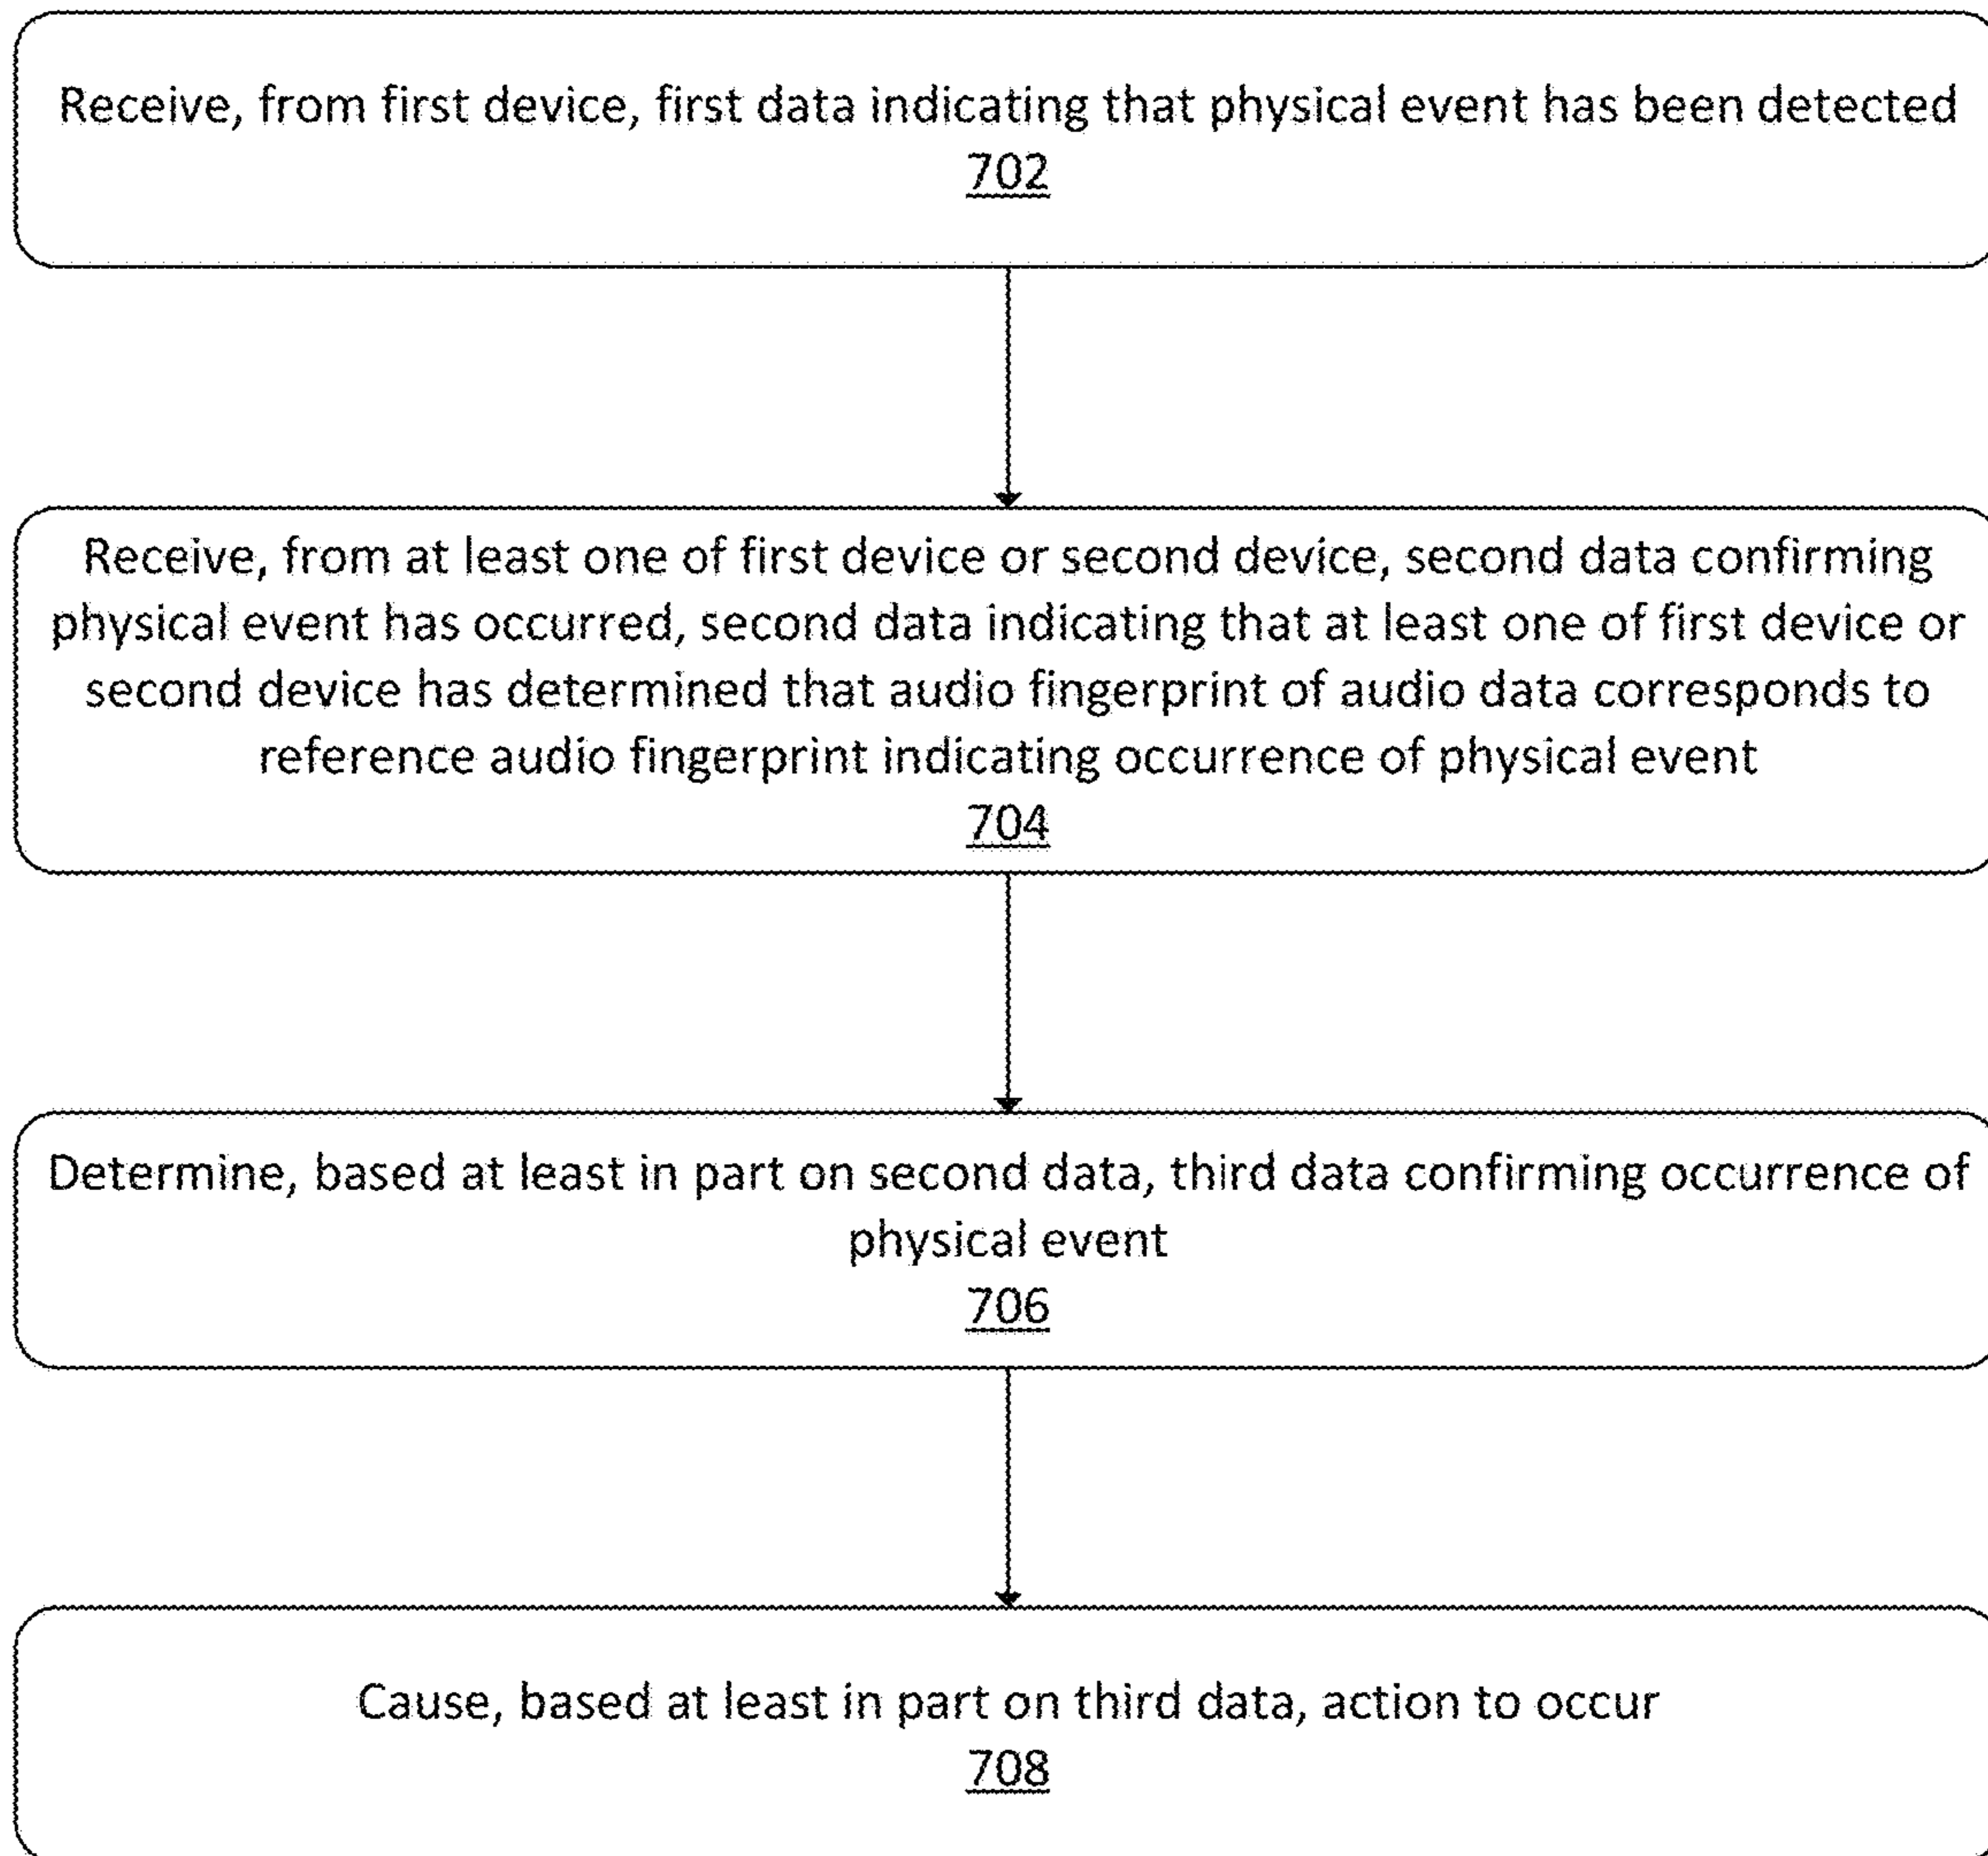 Receive, from first device, first data indicating that physical event has been detected
702
Receive, from at least one of first device or second device, second data confirming
physical event has occurred, second data indicating that at least one of first device or
second device has determined that audio fingerprint of audio data corresponds to
reference audio fingerprint indicating occurrence of physical event
704
Determine, based at least in part on second data, third data confirming occurrence of
physical event
706
Cause, based at least in part on third data, action to occur
708